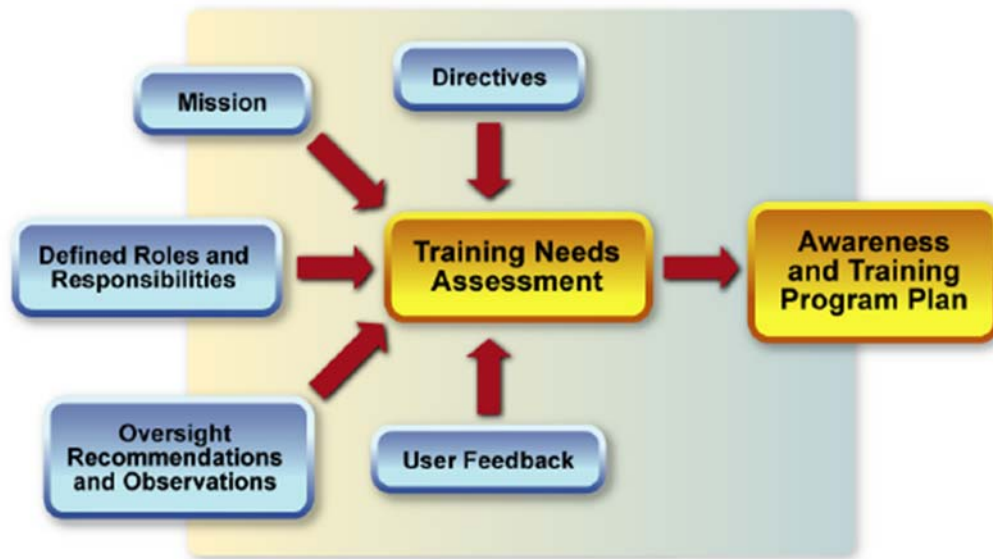 Directives
Mission
Defined Roles and
Responsibilities
Training Needs
Assessment
Awareness
and Training
Program Plan
Oversight
Recommendations
and Observations
User Feedback